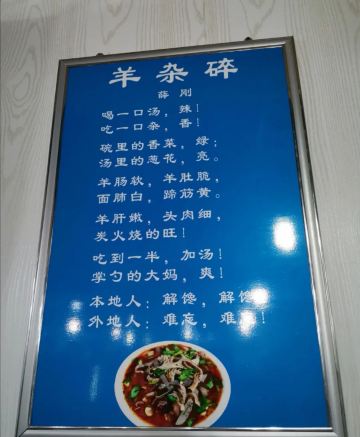 羊杂碎
薛刚
喝一口汤，辣！
吃一口杂，香！
碗里的香菜，绿；
汤里的葱花，亮。
羊肠软，羊肚脆，
面肺白，蹄筋黄。
羊肝嫩，头肉细，
炭火烧的旺！
吃到一半，加汤！
掌勺的大妈，爽！
本地人：解馋，解馋
外地人：难忘，难！